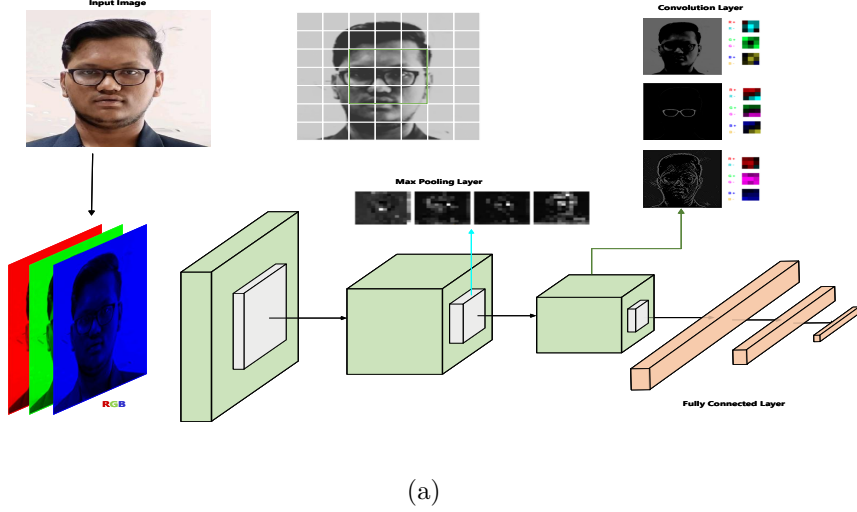 Input Image
Convolution Layer
Max Pooling Layer
RGB
Fully Connected Layer
(a)